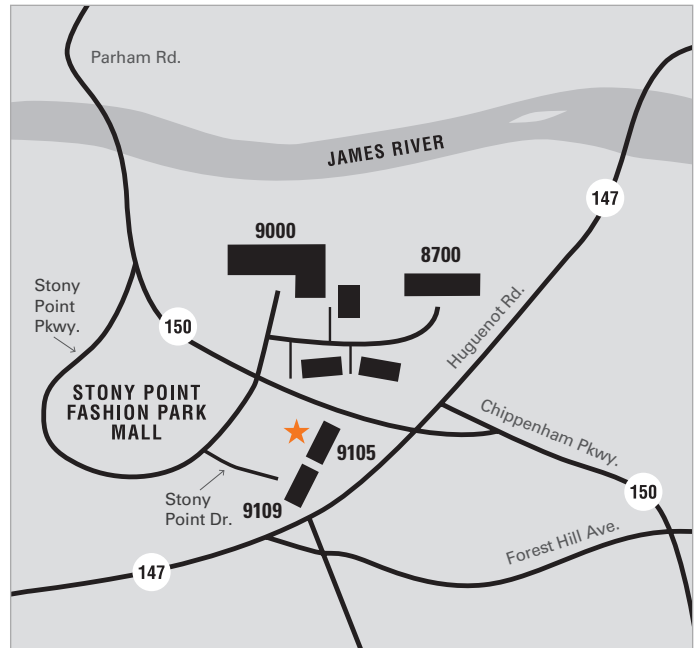 Parham Rd.
JAMES RIVER
147
9000
8700
Stony
Point
Pkwy.
150
Huguenot Rd.
STONY POINT
FASHION PARK
MALL
Chippenham Pkwy.
9105
Stony
Point Dr.
9109
150
Forest Hill Ave.
147